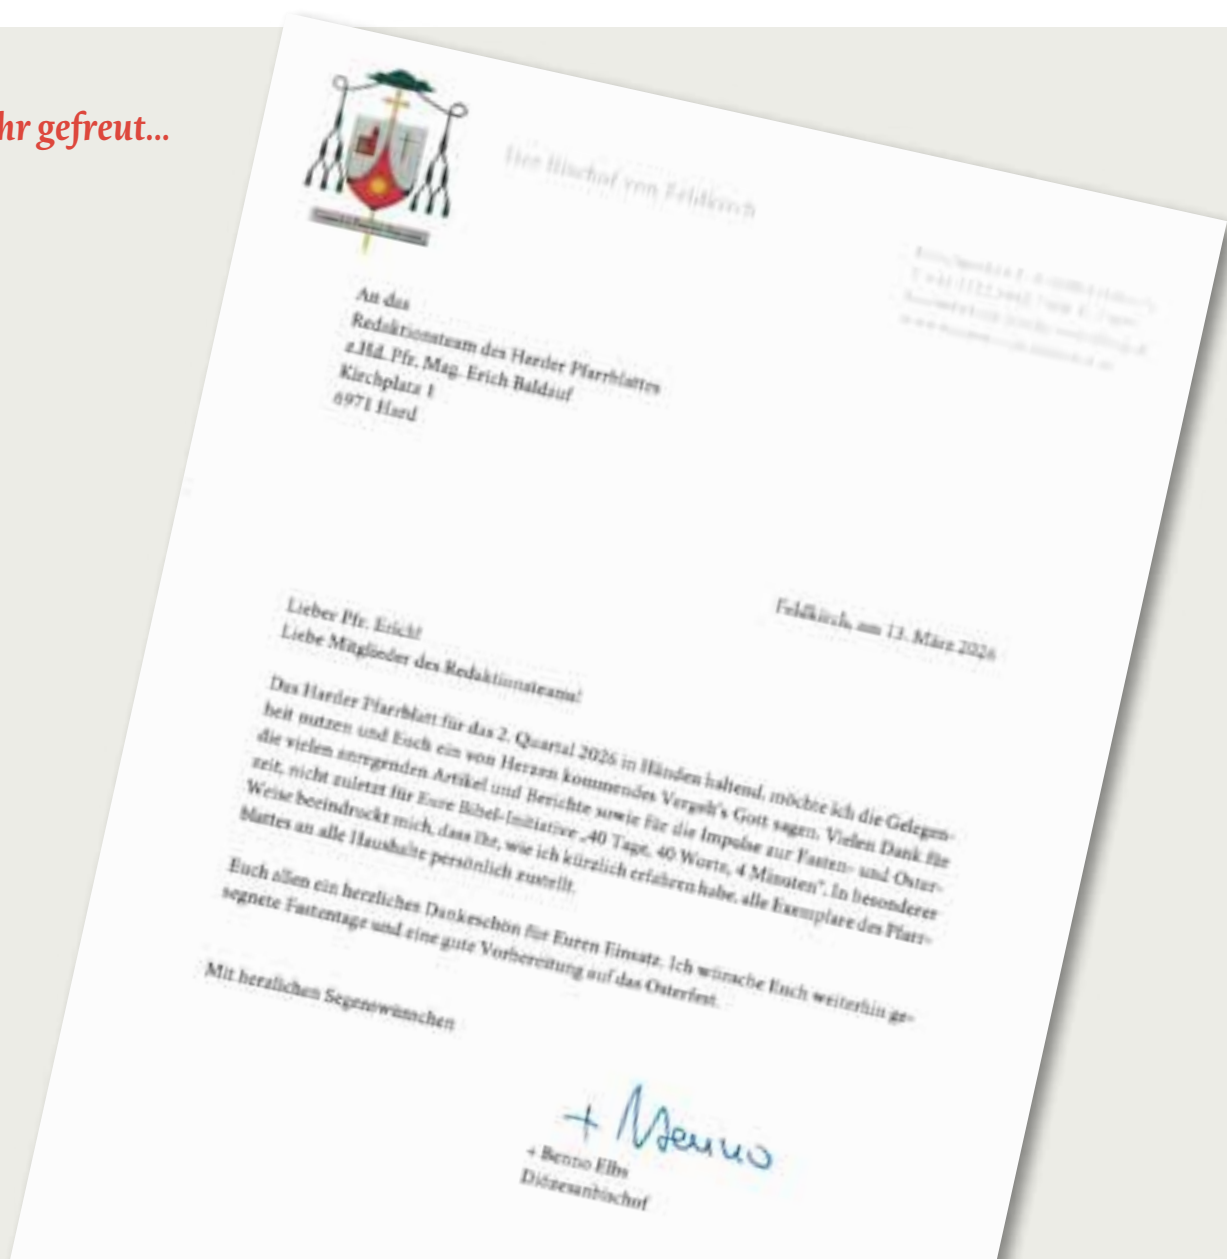 hr gefreut...
Der Bischof von Feldkirch
An das
Redaktionsteam des Harder Pfarrblattes
z.Hd. Pfr. Mag. Erich Baldauf
Kirchplatz 1
6971 Hard
Feldkirch, am 13. März 2026
Lieber Pfr. Erich!
Liebe Mitglieder des Redaktionsteams!
Das Harder Pfarrblatt für das 2. Quartal 2026 in Händen haltend, möchte ich die Gelegen-
heit nutzen und Euch ein von Herzen kommendes Vergelt's Gott sagen. Vielen Dank für
die vielen anregenden Artikel und Berichte sowie für die Impulse zur Fasten- und Oster-
zeit, nicht zuletzt für Eure Bibel-Initiative „40 Tage, 40 Worte, 4 Minuten“. In besonderer
Weise beeindruckt mich, dass Ihr, wie ich kürzlich erfahren habe, alle Exemplare des Pfarr-
blattes an alle Haushalte persönlich zustellt.
Euch allen ein herzliches Dankeschön für Euren Einsatz. Ich wünsche Euch weiterhin ge-
segnete Fastentage und eine gute Vorbereitung auf das Osterfest.
Mit herzlichen Segenswünschen
+ Benno
+ Benno Elbs
Diözesanbischof